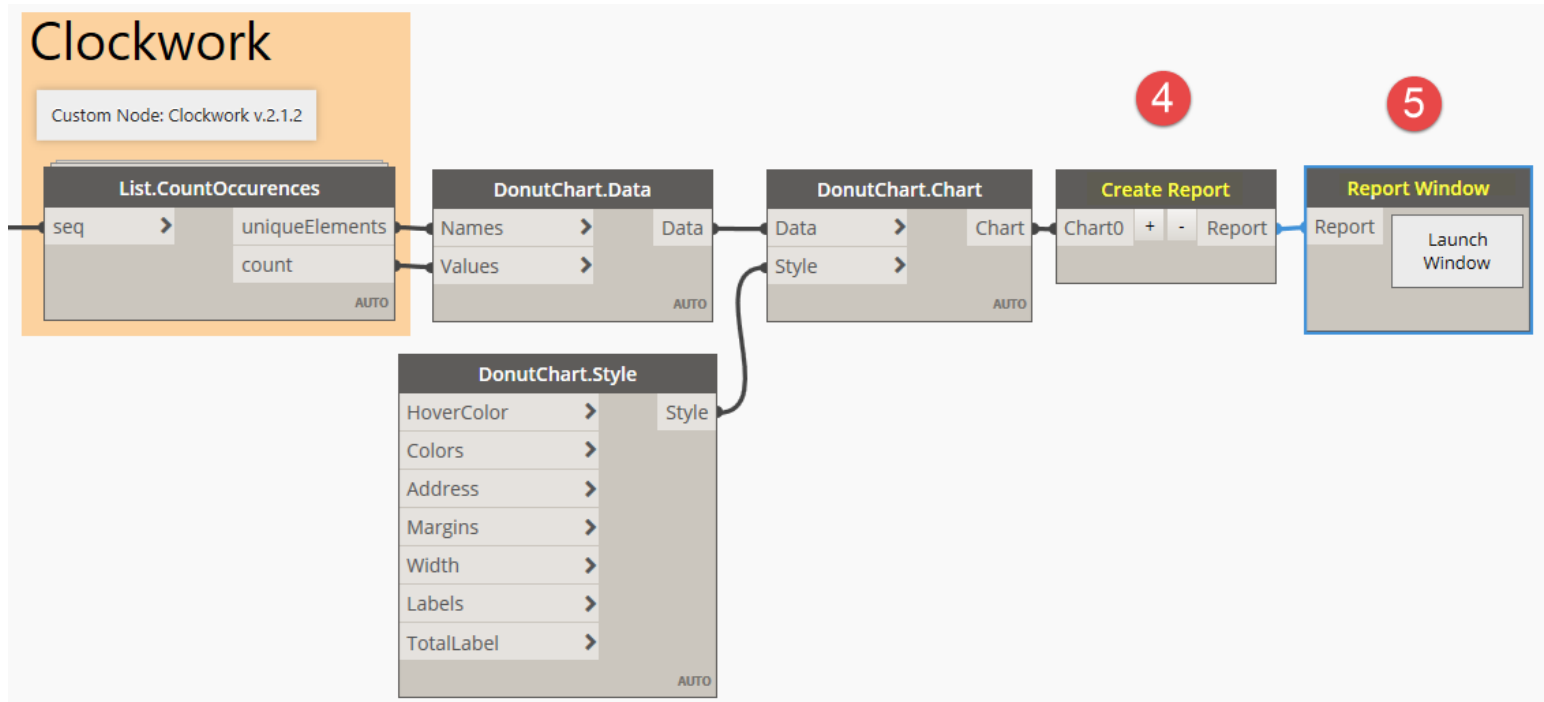 Clockwork
Custom Node: Clockwork v.2.1.2
4
5
List.CountOccurences
seq
uniqueElements
count
AUTO
DonutChart.Data
Names
Data
Values
AUTO
DonutChart.Chart
Data
Chart
Style
AUTO
Create Report
Chart0 + - Report
Report Window
Report
Launch
Window
DonutChart.Style
HoverColor
Style
Colors
Address
Margins
Width
Labels
TotalLabel
AUTO